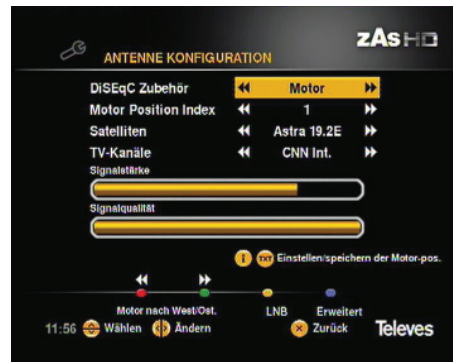 zAs HD
ANTENNE KONFIGURATION
DiSEqC Zubehör Motor
Motor Position Index 1
Satelliten Astra 19.2E
TV-Kanäle CNN Int.
Signalstärke
Signalqualität
i TXT Einstellen/speichern der Motor-pos.
Motor nach West/Ost. LNB Erweitert
11:56 Wählen Ändern Zurück Televes